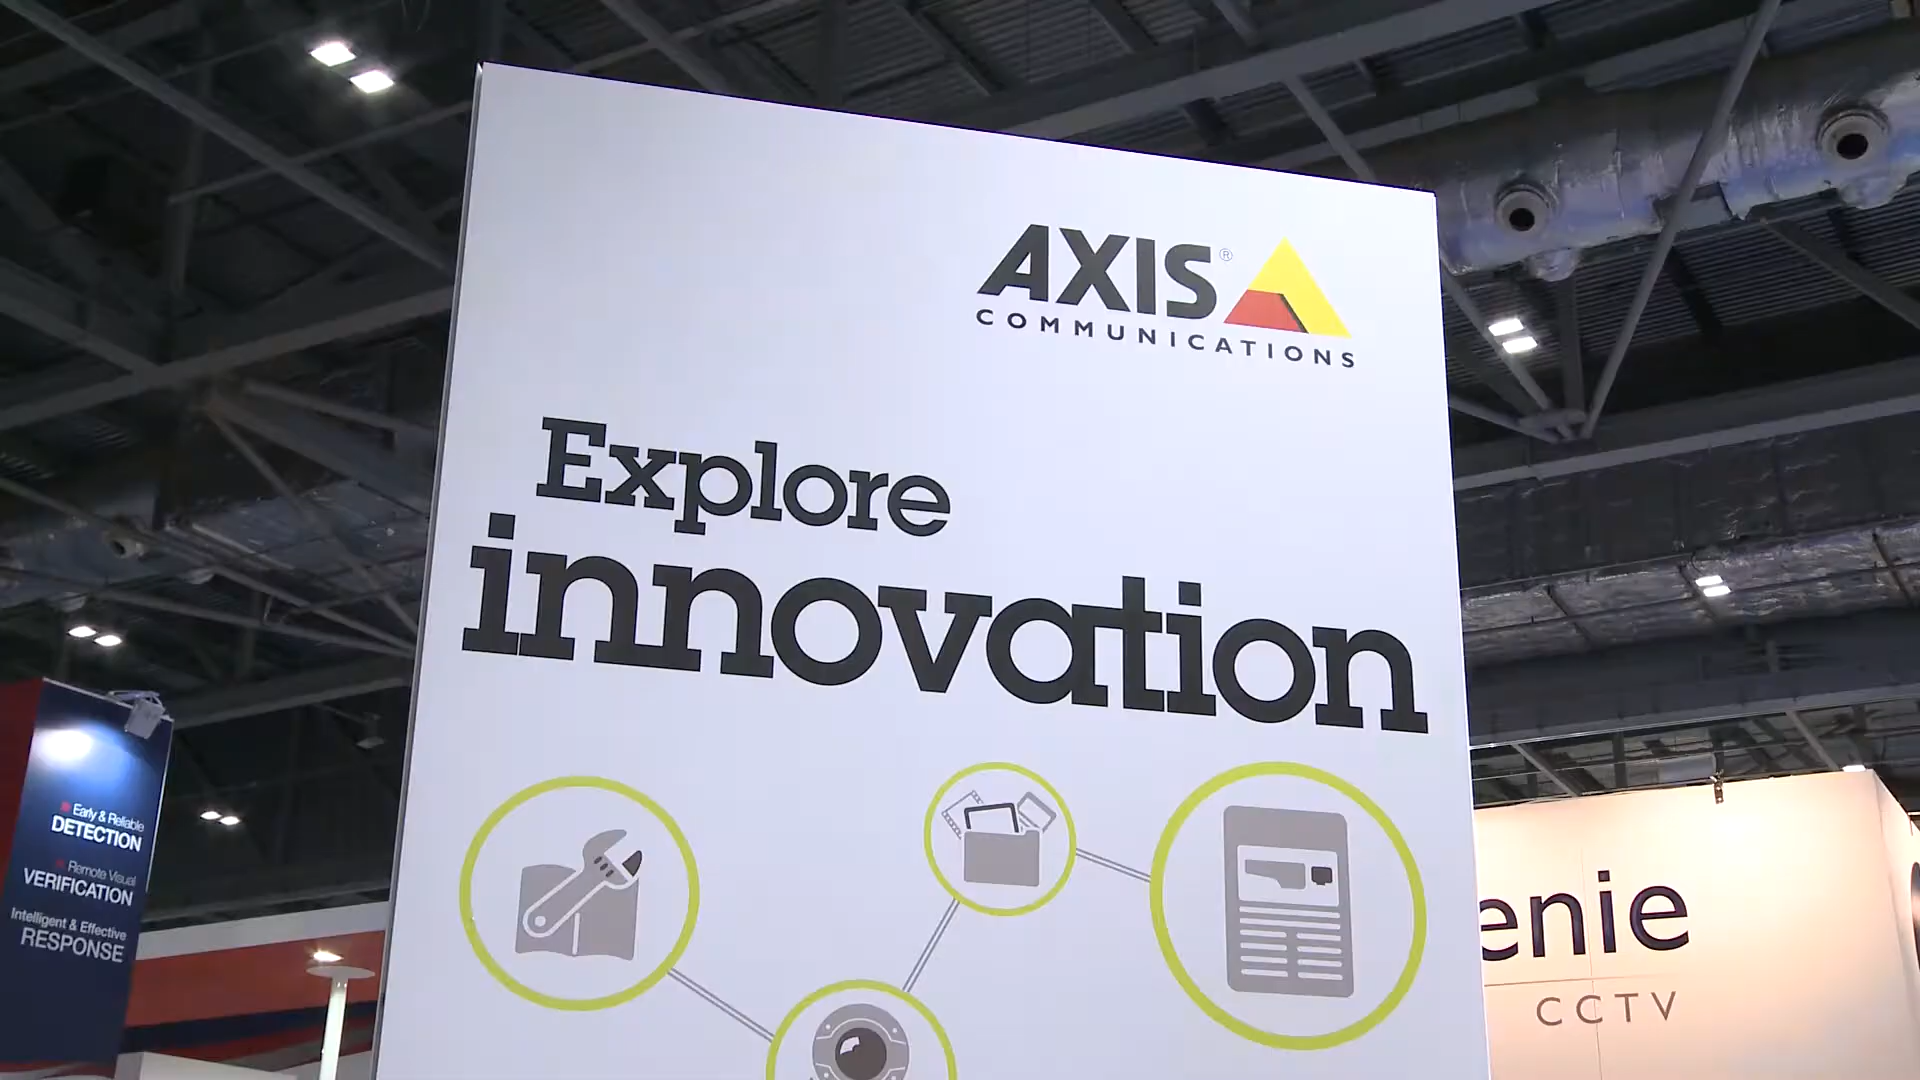 AXIS®
COMMUNICATIONS
Explore
innovation
Early & Reliable
DETECTION
Remote Visual
VERIFICATION
Intelligent & Effective
RESPONSE
enie
CCTV